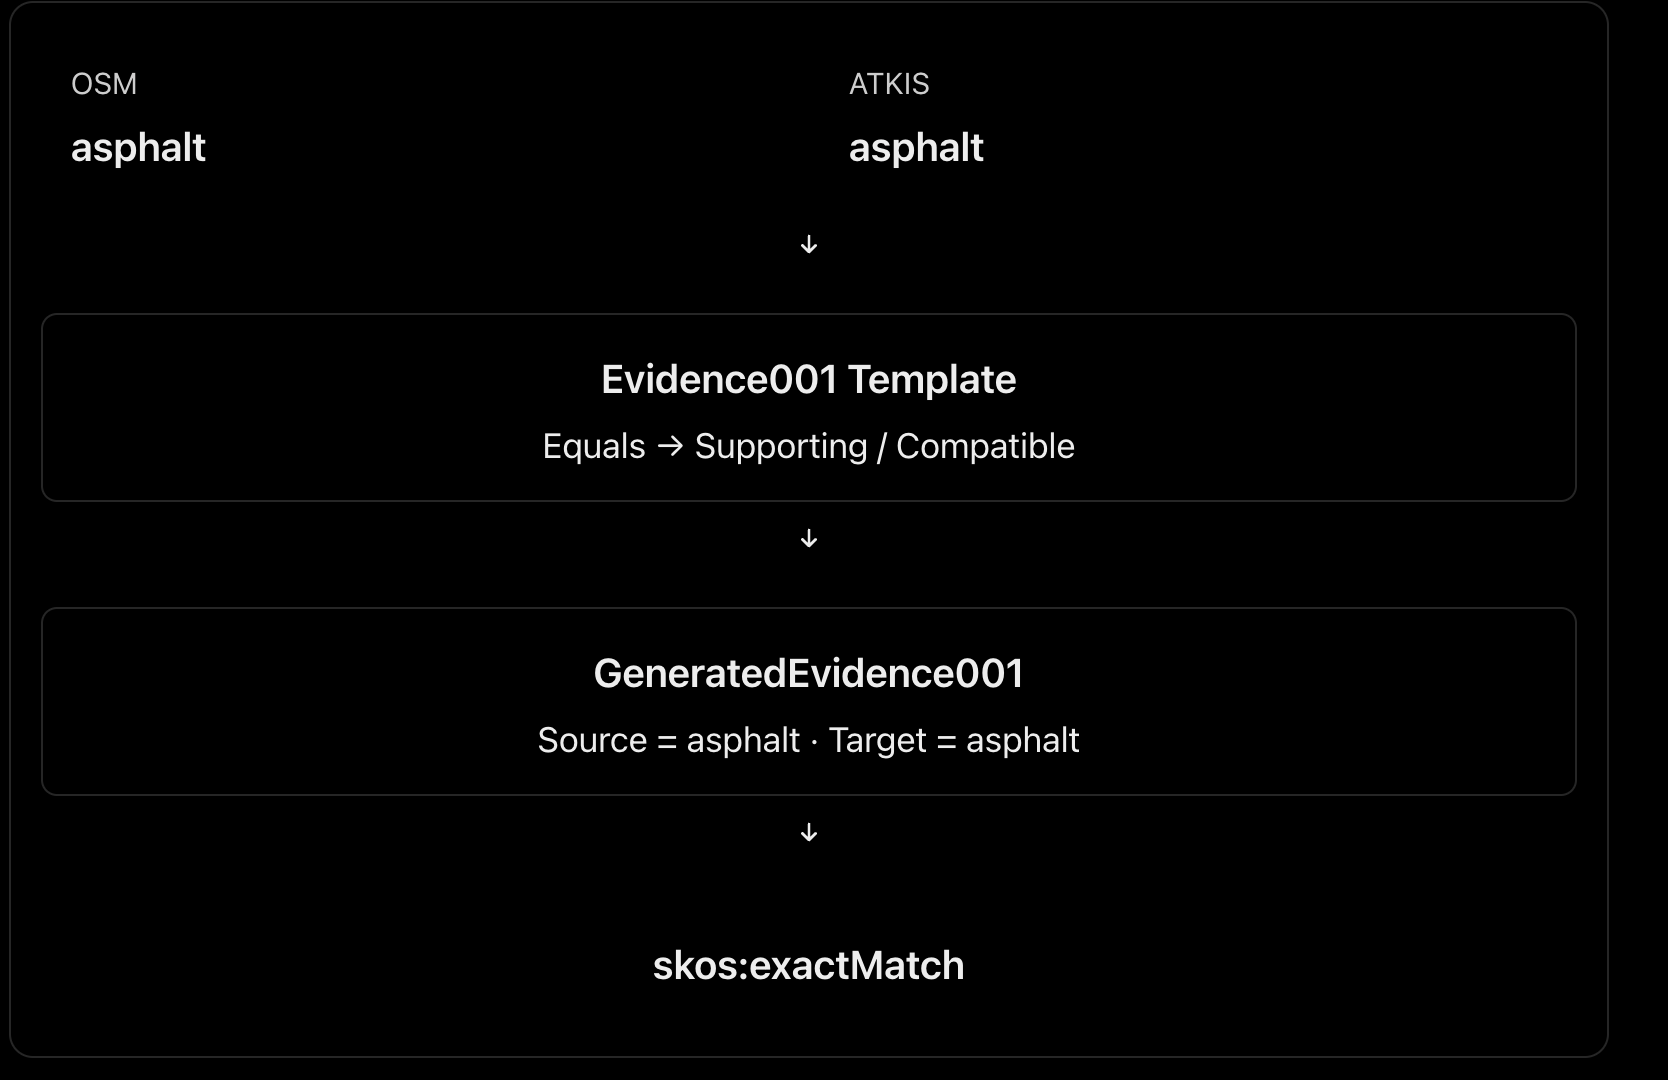 OSM
ATKIS
asphalt
asphalt
↓
Evidence001 Template
Equals → Supporting / Compatible
↓
GeneratedEvidence001
Source = asphalt · Target = asphalt
↓
skos:exactMatch